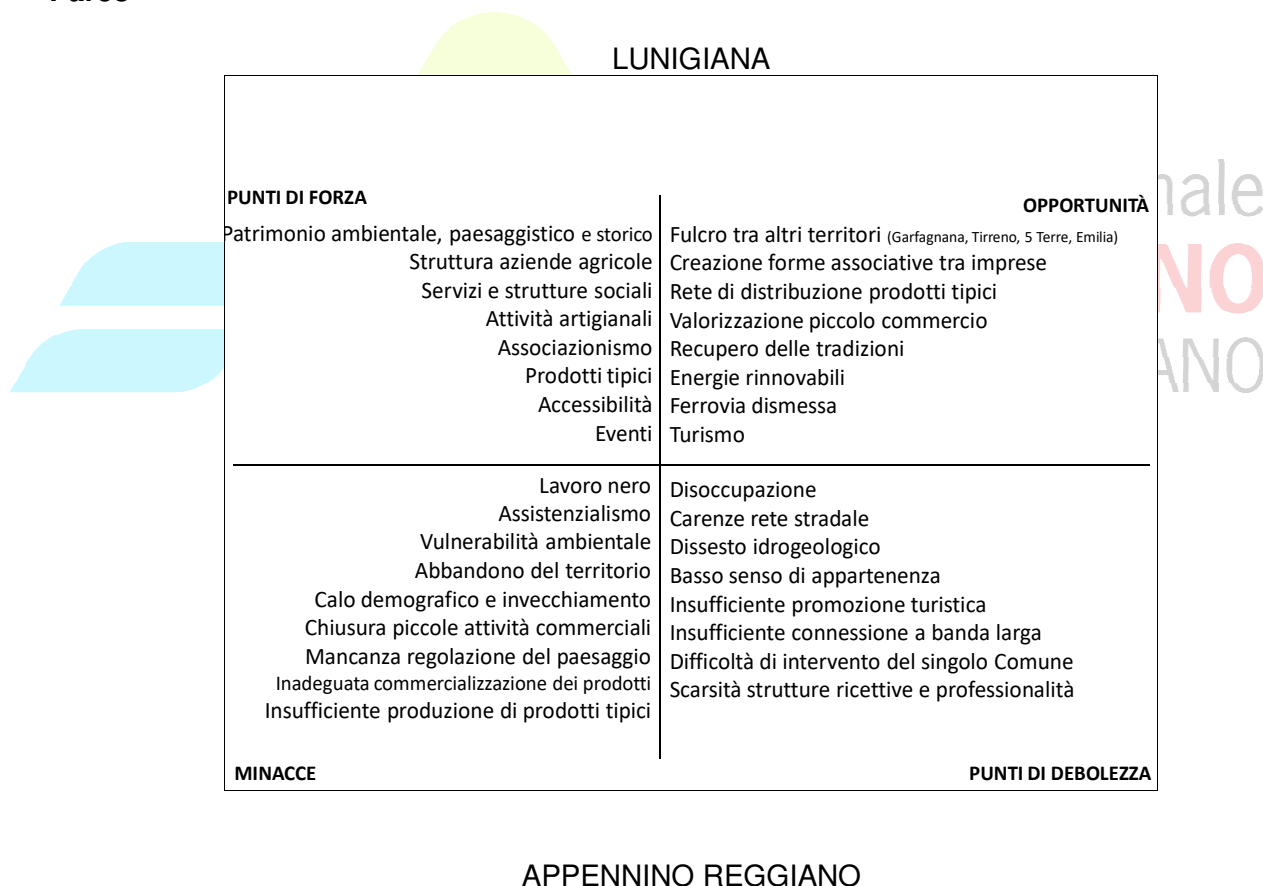 LUNIGIANA
PUNTI DI FORZA
Patrimonio ambientale, paesaggistico e storico
Struttura aziende agricole
Servizi e strutture sociali
Attività artigianali
Associazionismo
Prodotti tipici
Accessibilità
Eventi
OPPORTUNITÀ
Fulcro tra altri territori (Garfagnana, Tirreno, 5 Terre, Emilia)
Creazione forme associative tra imprese
Rete di distribuzione prodotti tipici
Valorizzazione piccolo commercio
Recupero delle tradizioni
Energie rinnovabili
Ferrovia dismessa
Turismo
Lavoro nero
Assistenzialismo
Vulnerabilità ambientale
Abbandono del territorio
Calo demografico e invecchiamento
Chiusura piccole attività commerciali
Mancanza regolazione del paesaggio
Inadeguata commercializzazione dei prodotti
Insufficiente produzione di prodotti tipici
MINACCE
Disoccupazione
Carenze rete stradale
Dissesto idrogeologico
Basso senso di appartenenza
Insufficiente promozione turistica
Insufficiente connessione a banda larga
Difficoltà di intervento del singolo Comune
Scarsità strutture ricettive e professionalità
PUNTI DI DEBOLEZZA
nale
NO
ANO
APPENNINO REGGIANO